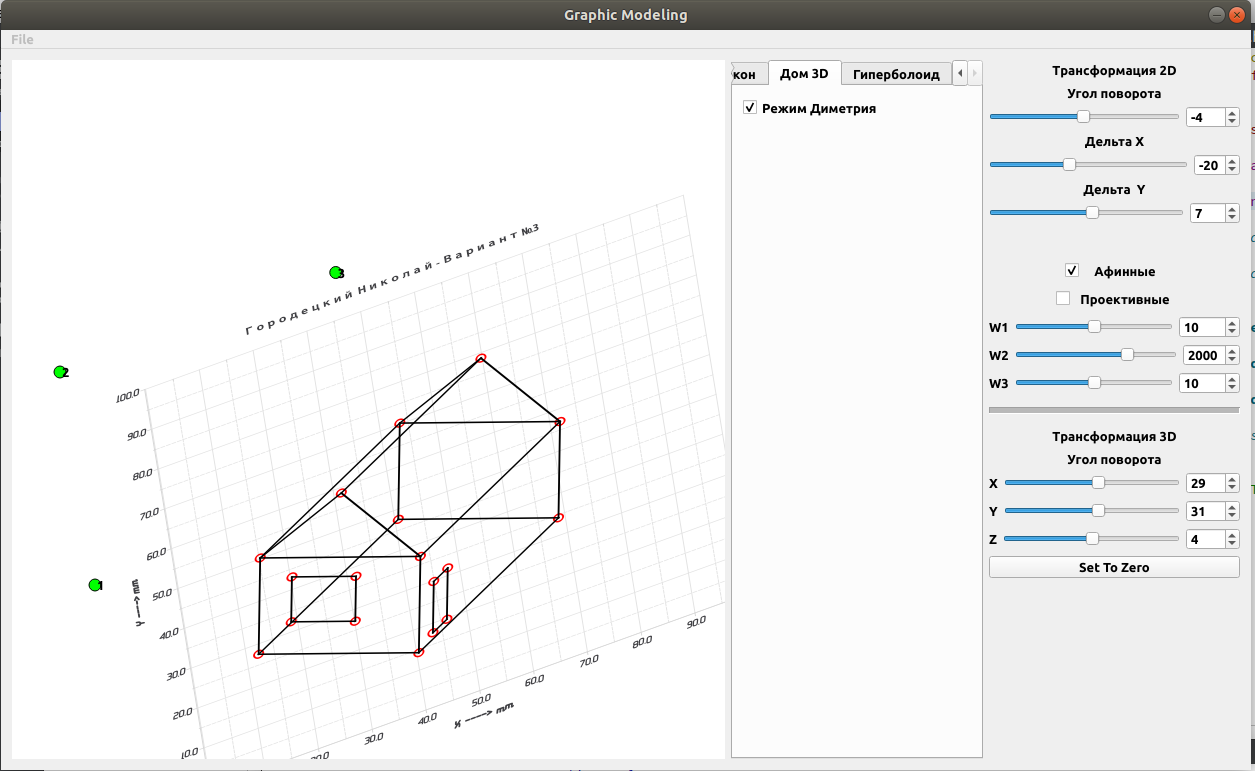 Graphic Modeling
File
Городецкий Николай-Вариант №3
3
2
1
100.0
90.0
80.0
70.0
60.0
50.0
40.0
30.0
20.0
10.0
30.0
40.0
50.0
60.0
70.0
80.0
90.0
Y ----> mm
X ----> mm
кон
Дом 3D
Гиперболоид
Режим Диметрия
Трансформация 2D
Угол поворота
-4
Дельта X
-20
Дельта Y
7
Афинные
Проективные
W1 10
W2 2000
W3 10
Трансформация 3D
Угол поворота
X 29
Y 31
Z 4
Set To Zero